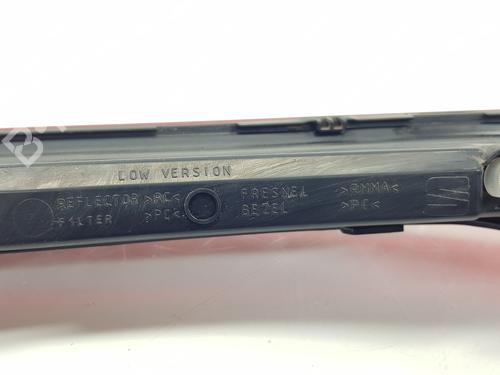 LOW VERSION
REFLECTOR >PC< FRESNEL >PMMA<
FILTER >PC< BEZEL >PC<